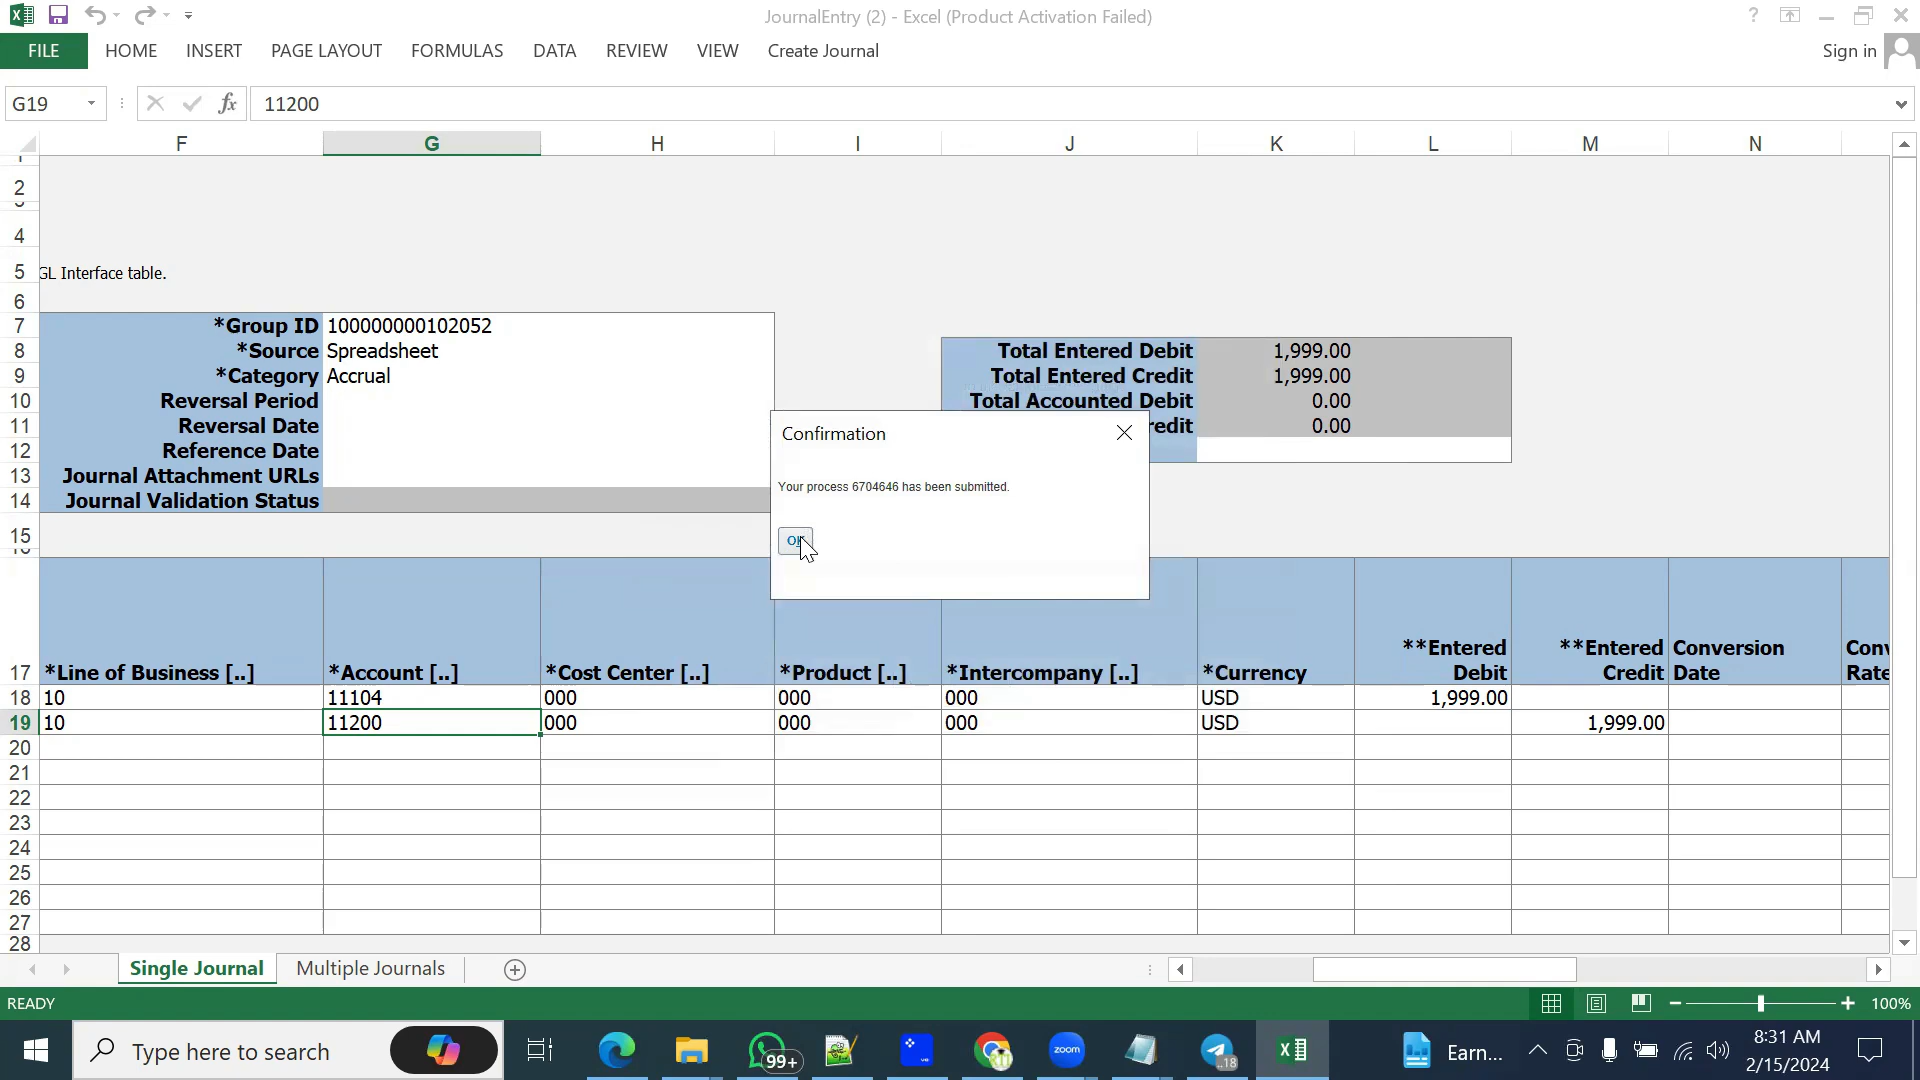 JournalEntry (2) - Excel (Product Activation Failed)
?
FILE HOME INSERT PAGE LAYOUT FORMULAS DATA REVIEW VIEW Create Journal Sign in
G19 fx 11200
F G H I J K L M N
2
4
5 GL Interface table.
6
7 *Group ID 100000000102052
8 *Source Spreadsheet Total Entered Debit 1,999.00
9 *Category Accrual Total Entered Credit 1,999.00
10 Reversal Period Total Accounted Debit 0.00
11 Reversal Date redit 0.00
12 Reference Date
13 Journal Attachment URLs
14 Journal Validation Status
Confirmation
Your process 6704646 has been submitted.
OK
15
17 *Line of Business [..] *Account [..] *Cost Center [..] *Product [..] *Intercompany [..] *Currency **Entered Debit **Entered Credit Conversion Date Conv Rate
18 10 11104 000 000 000 USD 1,999.00
19 10 11200 000 000 000 USD 1,999.00
20
21
22
23
24
25
26
27
28
Single Journal Multiple Journals
READY 100%
Type here to search 99+ zoom ..18 Earn... 8:31 AM
2/15/2024